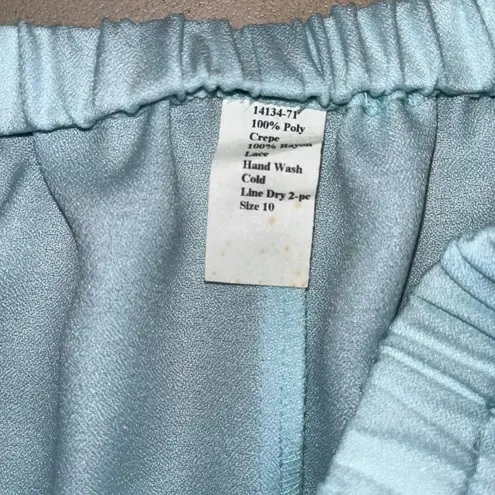 14134-71
100% Poly
Crepe
100% Rayon
Lace
Hand Wash
Cold
Line Dry 2-pc
Size 10